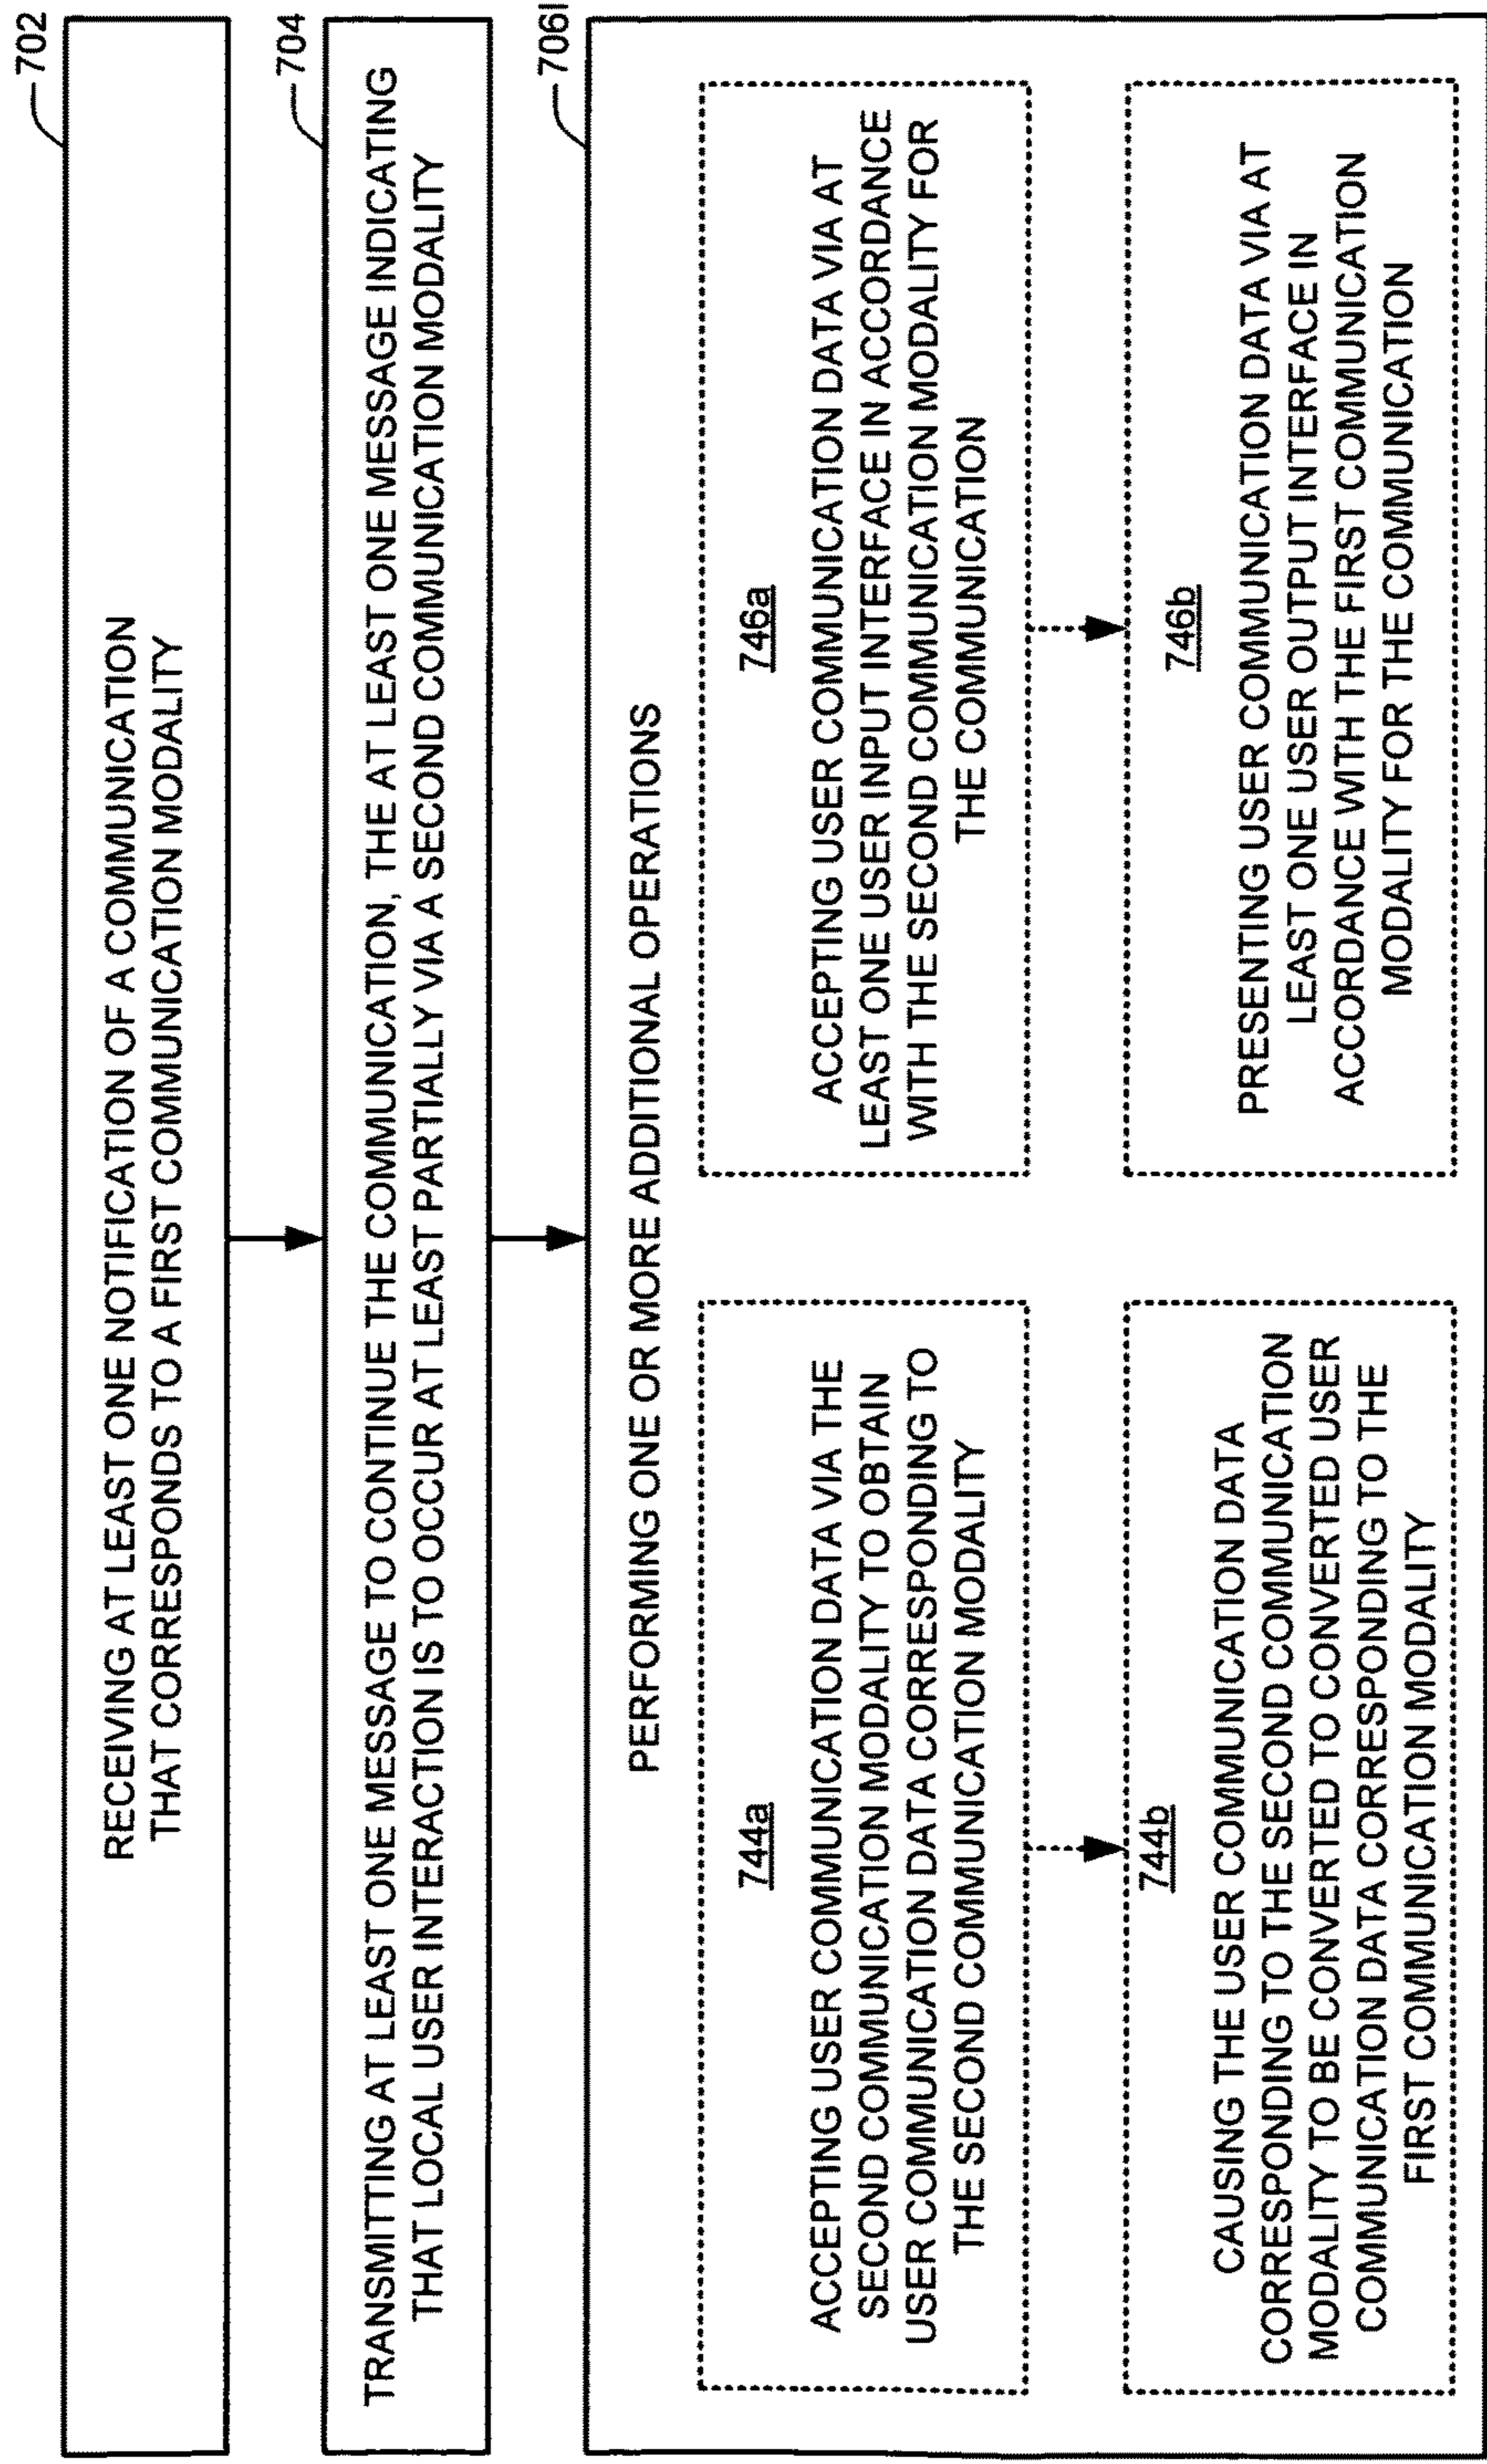 702
RECEIVING AT LEAST ONE NOTIFICATION OF A COMMUNICATION
THAT CORRESPONDS TO A FIRST COMMUNICATION MODALITY
704
TRANSMITTING AT LEAST ONE MESSAGE TO CONTINUE THE COMMUNICATION, THE AT LEAST ONE MESSAGE INDICATING
THAT LOCAL USER INTERACTION IS TO OCCUR AT LEAST PARTIALLY VIA A SECOND COMMUNICATION MODALITY
706l
PERFORMING ONE OR MORE ADDITIONAL OPERATIONS
744a
ACCEPTING USER COMMUNICATION DATA VIA THE
SECOND COMMUNICATION MODALITY TO OBTAIN
USER COMMUNICATION DATA CORRESPONDING TO
THE SECOND COMMUNICATION MODALITY
744b
CAUSING THE USER COMMUNICATION DATA
CORRESPONDING TO THE SECOND COMMUNICATION
MODALITY TO BE CONVERTED TO CONVERTED USER
COMMUNICATION DATA CORRESPONDING TO THE
FIRST COMMUNICATION MODALITY
746a
ACCEPTING USER COMMUNICATION DATA VIA AT
LEAST ONE USER INPUT INTERFACE IN ACCORDANCE
WITH THE SECOND COMMUNICATION MODALITY FOR
THE COMMUNICATION
746b
PRESENTING USER COMMUNICATION DATA VIA AT
LEAST ONE USER OUTPUT INTERFACE IN
ACCORDANCE WITH THE FIRST COMMUNICATION
MODALITY FOR THE COMMUNICATION